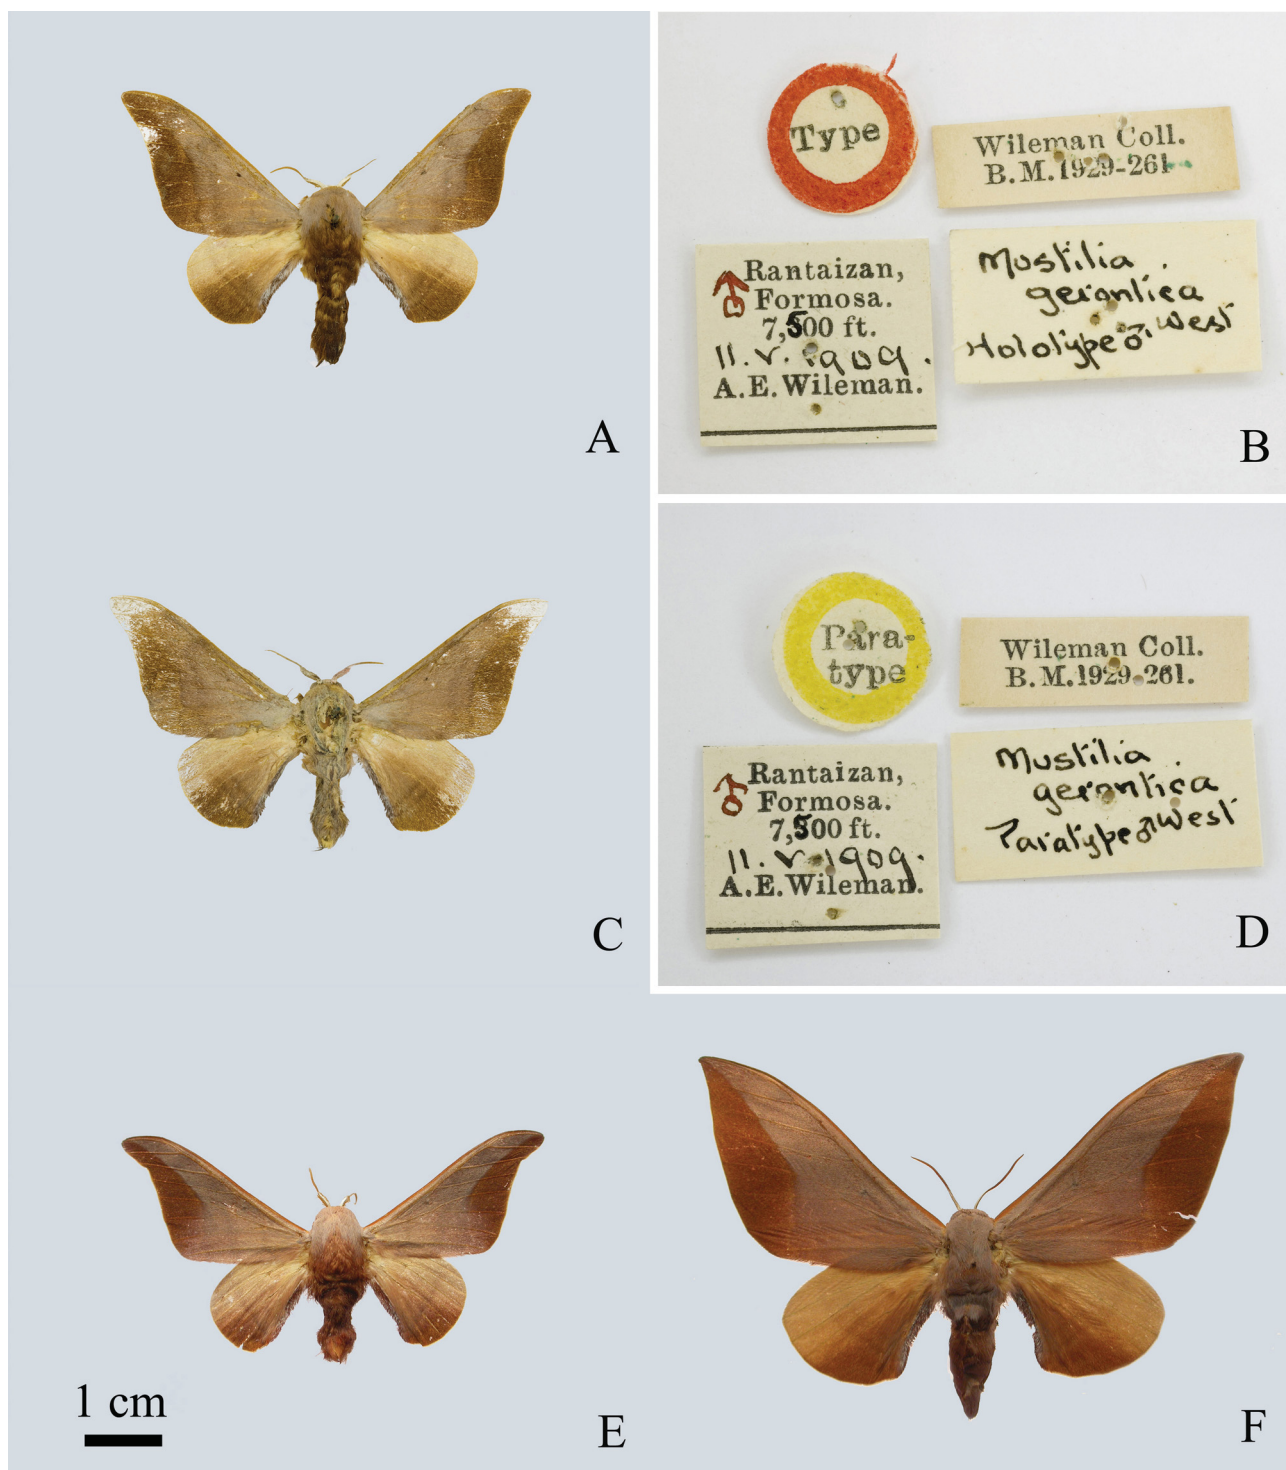 A
Type
Wileman Coll.
B.M.1929-261
♂ Rantaizan,
Formosa.
7,500 ft.
11. V. 1909.
A.E.Wileman.
Mustilia
gerontica
West
Holotype ♂
B
C
Para-
type
Wileman Coll.
B.M.1929-261.
♂ Rantaizan,
Formosa.
7,500 ft.
11. V. 1909.
A.E.Wileman.
Mustilia
gerontica
West
Paratype ♂
D
1 cm
E
F